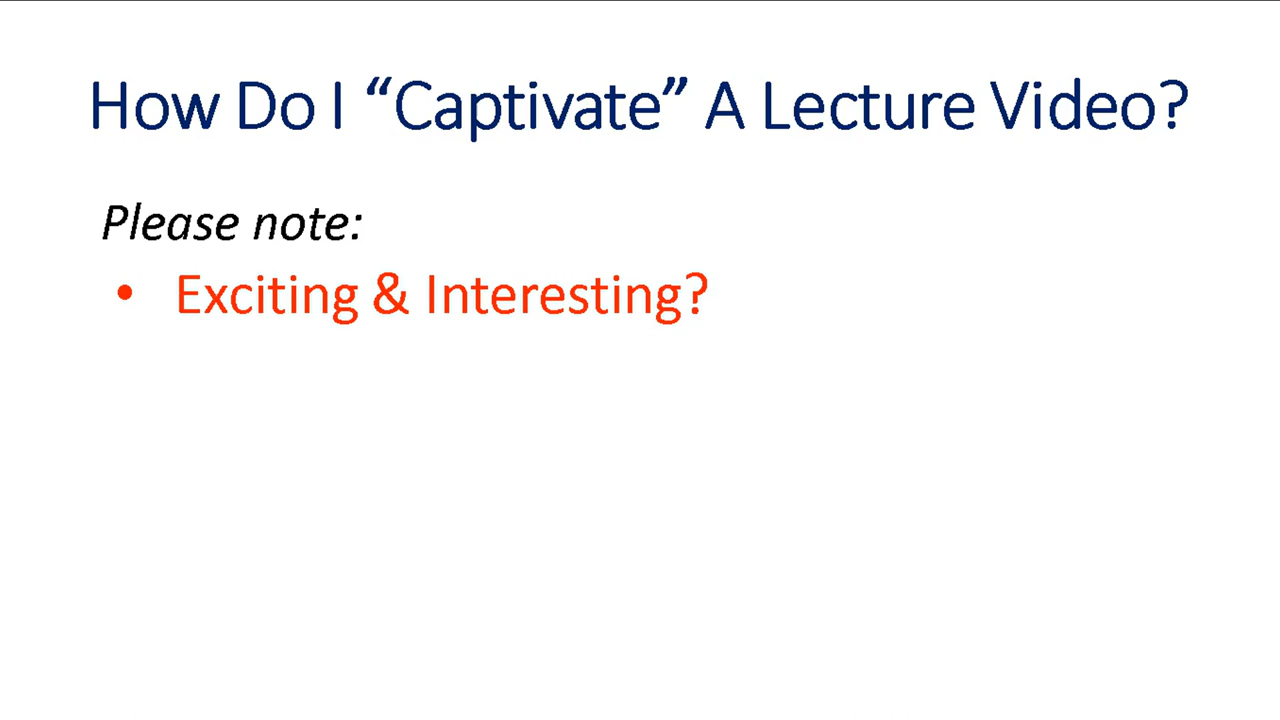 How Do I “Captivate” A Lecture Video?
Please note:
• Exciting & Interesting?